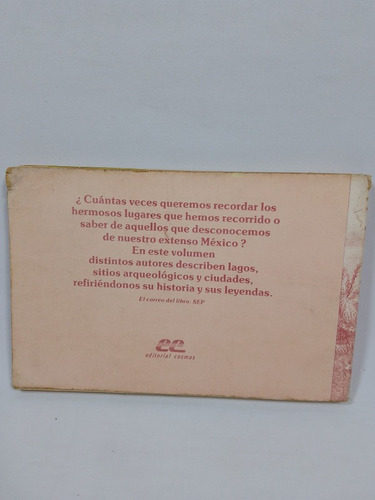 ¿ Cuántas veces queremos recordar los
hermosos lugares que hemos recorrido o
saber de aquellos que desconocemos
de nuestro extenso México ?
En este volumen
distintos autores describen lagos,
sitios arqueológicos y ciudades,
refiriéndonos su historia y sus leyendas.
El correo del libro. SEP
ec
editorial cosmos